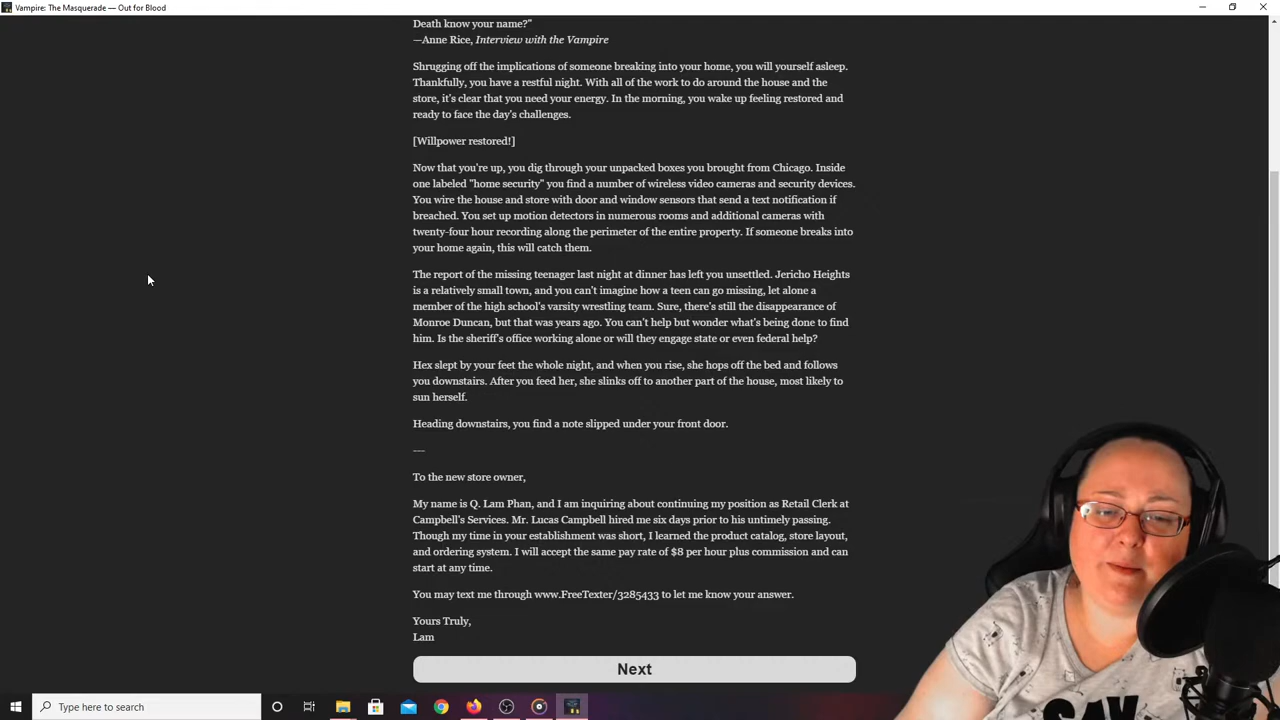 Vampire: The Masquerade — Out for Blood
Death know your name?"
—Anne Rice, Interview with the Vampire
Shrugging off the implications of someone breaking into your home, you will yourself asleep.
Thankfully, you have a restful night. With all of the work to do around the house and the
store, it's clear that you need your energy. In the morning, you wake up feeling restored and
ready to face the day's challenges.
[Willpower restored!]
Now that you're up, you dig through your unpacked boxes you brought from Chicago. Inside
one labeled "home security" you find a number of wireless video cameras and security devices.
You wire the house and store with door and window sensors that send a text notification if
breached. You set up motion detectors in numerous rooms and additional cameras with
twenty-four hour recording along the perimeter of the entire property. If someone breaks into
your home again, this will catch them.
The report of the missing teenager last night at dinner has left you unsettled. Jericho Heights
is a relatively small town, and you can't imagine how a teen can go missing, let alone a
member of the high school's varsity wrestling team. Sure, there's still the disappearance of
Monroe Duncan, but that was years ago. You can't help but wonder what's being done to find
him. Is the sheriff's office working alone or will they engage state or even federal help?
Hex slept by your feet the whole night, and when you rise, she hops off the bed and follows
you downstairs. After you feed her, she slinks off to another part of the house, most likely to
sun herself.
Heading downstairs, you find a note slipped under your front door.
—
To the new store owner,
My name is Q. Lam Phan, and I am inquiring about continuing my position as Retail Clerk at
Campbell's Services. Mr. Lucas Campbell hired me six days prior to his untimely passing.
Though my time in your establishment was short, I learned the product catalog, store layout,
and ordering system. I will accept the same pay rate of $8 per hour plus commission and can
start at any time.
You may text me through www.FreeTexter/3285433 to let me know your answer.
Yours Truly,
Lam
Next
SAY
Type here to search